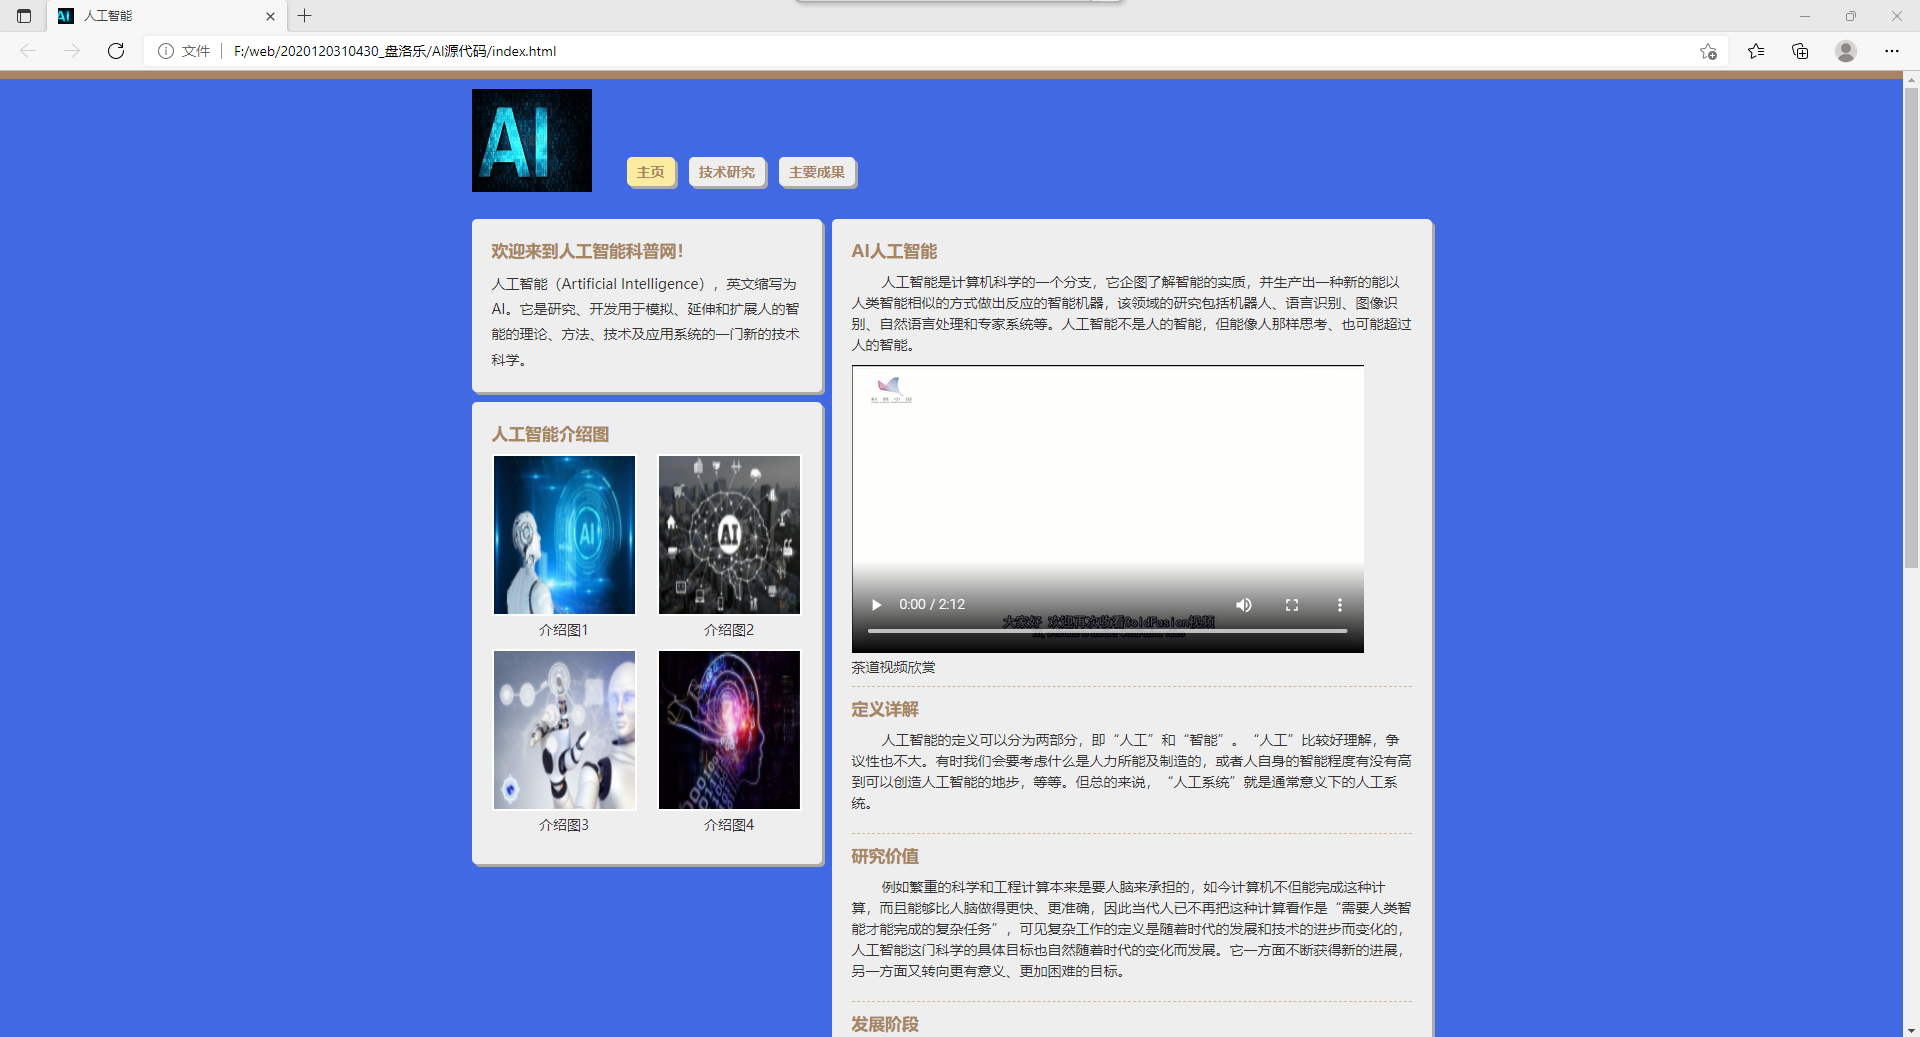 人工智能
文件
F:/web/2020120310430_盘洛乐/AI源代码/index.html
AI
主页
技术研究
主要成果
欢迎来到人工智能科普网！
人工智能（Artificial Intelligence），英文缩写为
AI。它是研究、开发用于模拟、延伸和扩展人的智
能的理论、方法、技术及应用系统的一门新的技术
科学。
人工智能介绍图
AI
AI
介绍图1
介绍图2
介绍图3
介绍图4
AI人工智能
人工智能是计算机科学的一个分支，它企图了解智能的实质，并生产出一种新的能以
人类智能相似的方式做出反应的智能机器，该领域的研究包括机器人、语言识别、图像识
别、自然语言处理和专家系统等。人工智能不是人的智能，但能像人那样思考、也可能超过
人的智能。
0:00 / 2:12
大家好 欢迎再次收看ColdFusion视频
茶道视频欣赏
定义详解
人工智能的定义可以分为两部分，即“人工”和“智能”。“人工”比较好理解，争
议性也不大。有时我们会要考虑什么是人力所能及制造的，或者人自身的智能程度有没有高
到可以创造人工智能的地步，等等。但总的来说，“人工系统”就是通常意义下的人工系
统。
研究价值
例如繁重的科学和工程计算本来是要人脑来承担的，如今计算机不但能完成这种计
算，而且能够比人脑做得更快、更准确，因此当代人已不再把这种计算看作是“需要人类智
能才能完成的复杂任务”，可见复杂工作的定义是随着时代的发展和技术的进步而变化的，
人工智能这门科学的具体目标也自然随着时代的变化而发展。它一方面不断获得新的进展，
另一方面又转向更有意义、更加困难的目标。
发展阶段